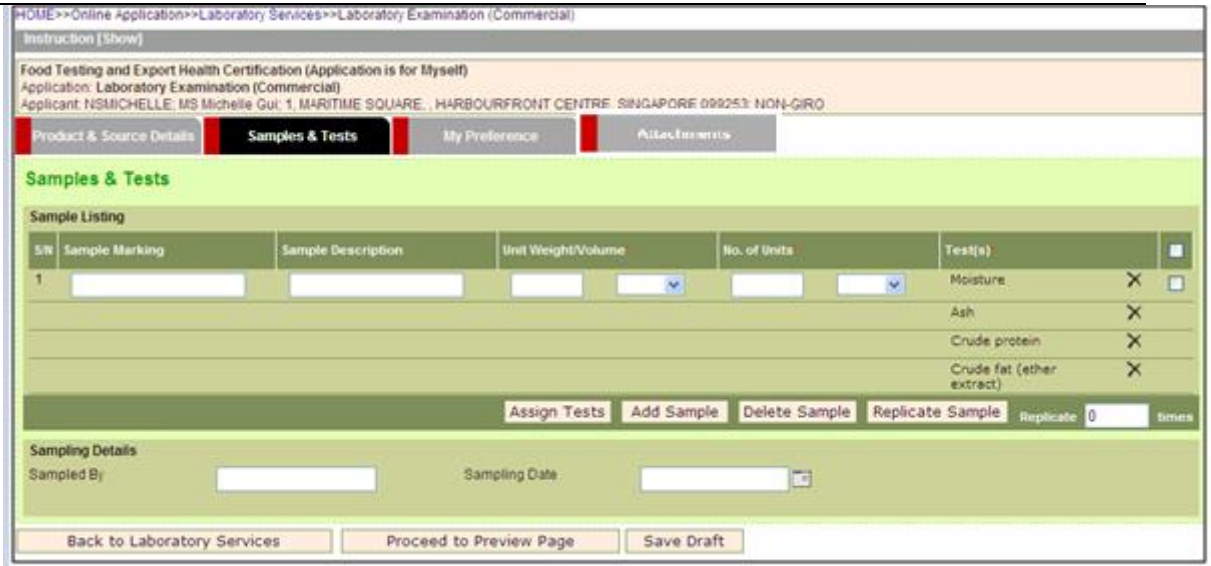 HOME>>Online Application>>Laboratory Services>>Laboratory Examination (Commercial)
Instruction [Show]
Food Testing and Export Health Certification (Application is for Myself)
Application: Laboratory Examination (Commercial)
Applicant: NSMICHELLE; MS Michelle Gui; 1, MARITIME SQUARE, , HARBOURFRONT CENTRE, SINGAPORE 099253; NON-GIRO
Product & Source Details Samples & Tests My Preference Attachments
Samples & Tests
Sample Listing
S/N Sample Marking Sample Description Unit Weight/Volume No. of Units Test(s)
1 Moisture
Ash
Crude protein
Crude fat (ether
extract)
Assign Tests Add Sample Delete Sample Replicate Sample Replicate 0 times
Sampling Details
Sampled By Sampling Date
Back to Laboratory Services Proceed to Preview Page Save Draft